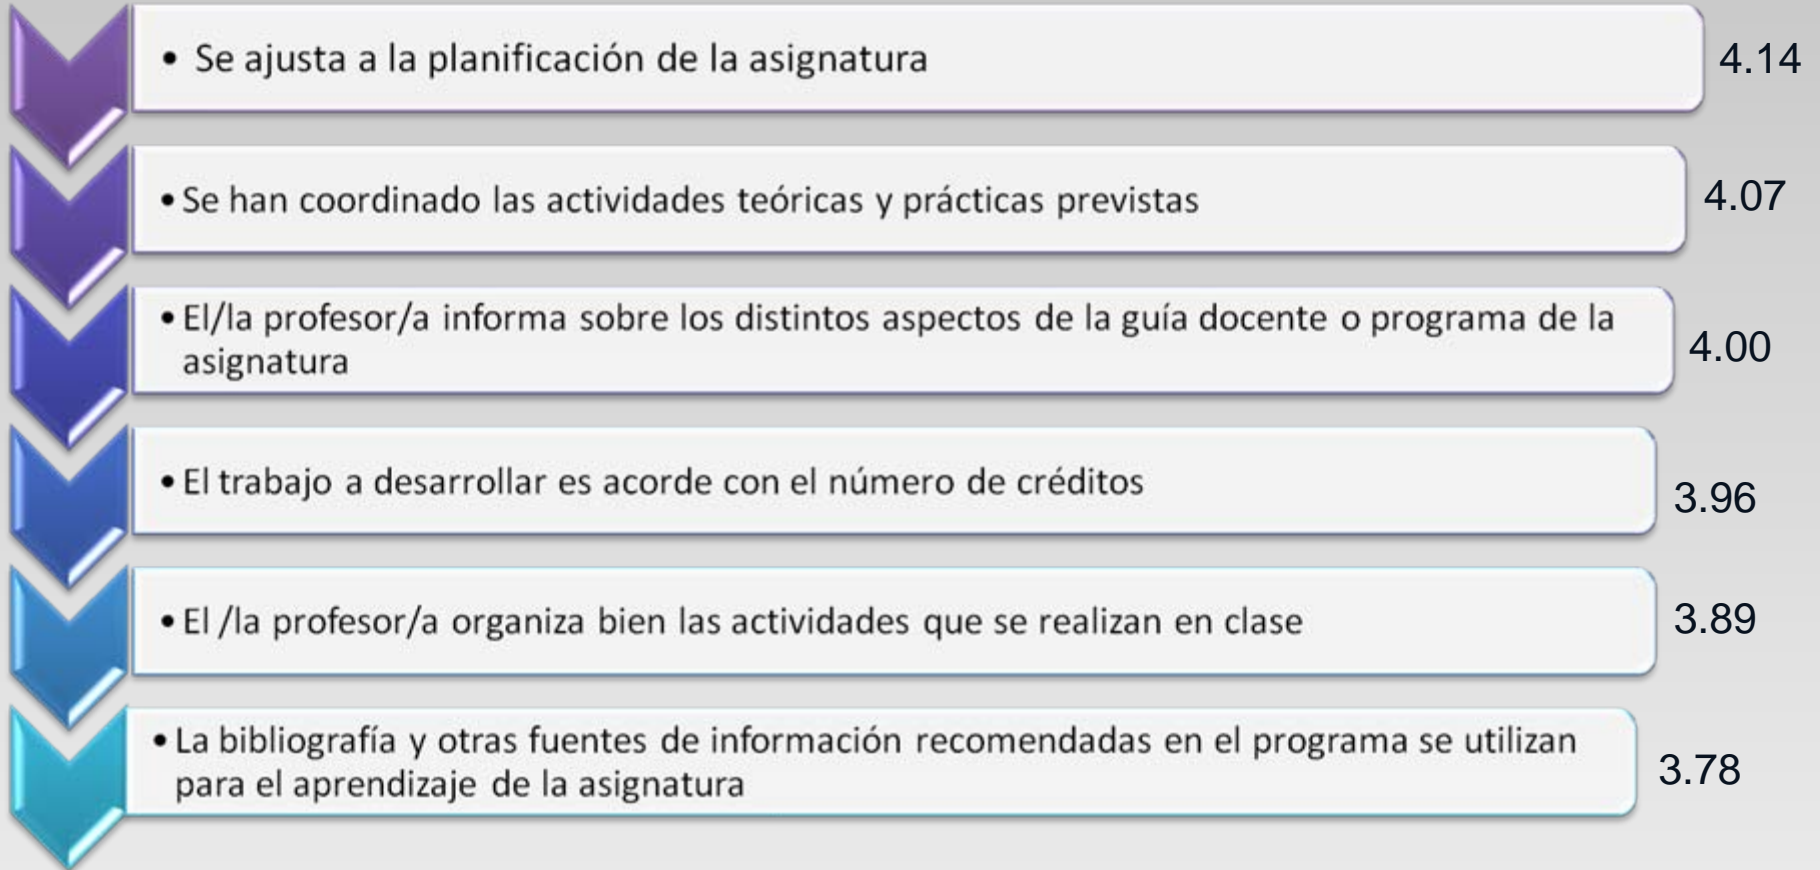 • Se ajusta a la planificación de la asignatura
4.14
• Se han coordinado las actividades teóricas y prácticas previstas
4.07
• El/la profesor/a informa sobre los distintos aspectos de la guía docente o programa de la
asignatura
4.00
• El trabajo a desarrollar es acorde con el número de créditos
3.96
• El /la profesor/a organiza bien las actividades que se realizan en clase
3.89
• La bibliografía y otras fuentes de información recomendadas en el programa se utilizan
para el aprendizaje de la asignatura
3.78